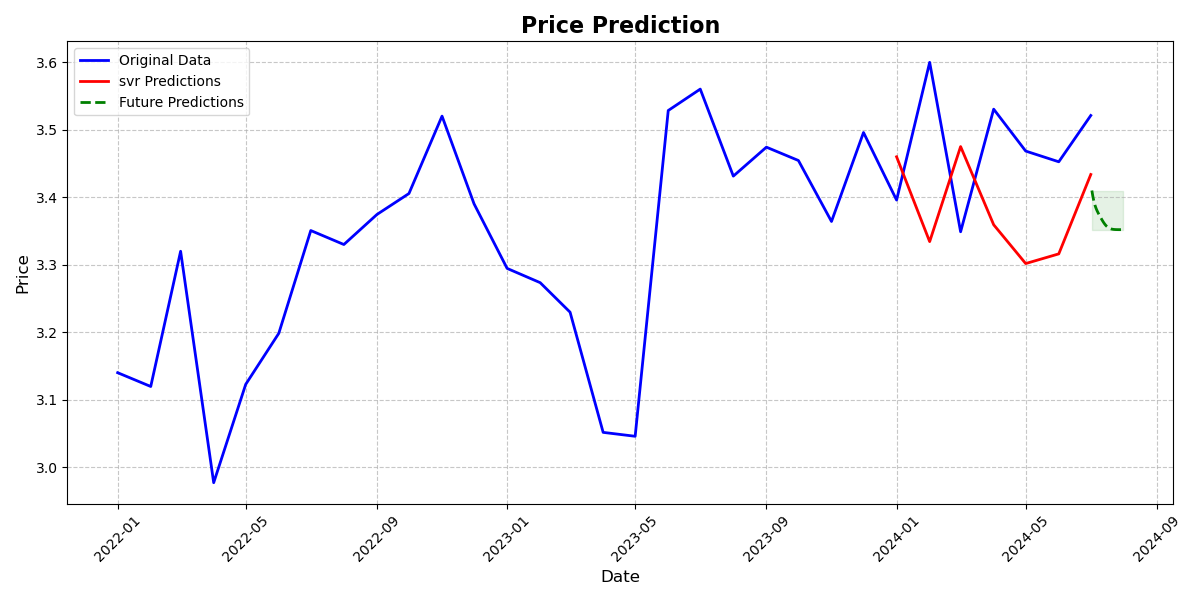 Price Prediction
Original Data
svr Predictions
Future Predictions
Price
3.6
3.5
3.4
3.3
3.2
3.1
3.0
2022-01
2022-05
2022-09
2023-01
2023-05
2023-09
2024-01
2024-05
2024-09
Date